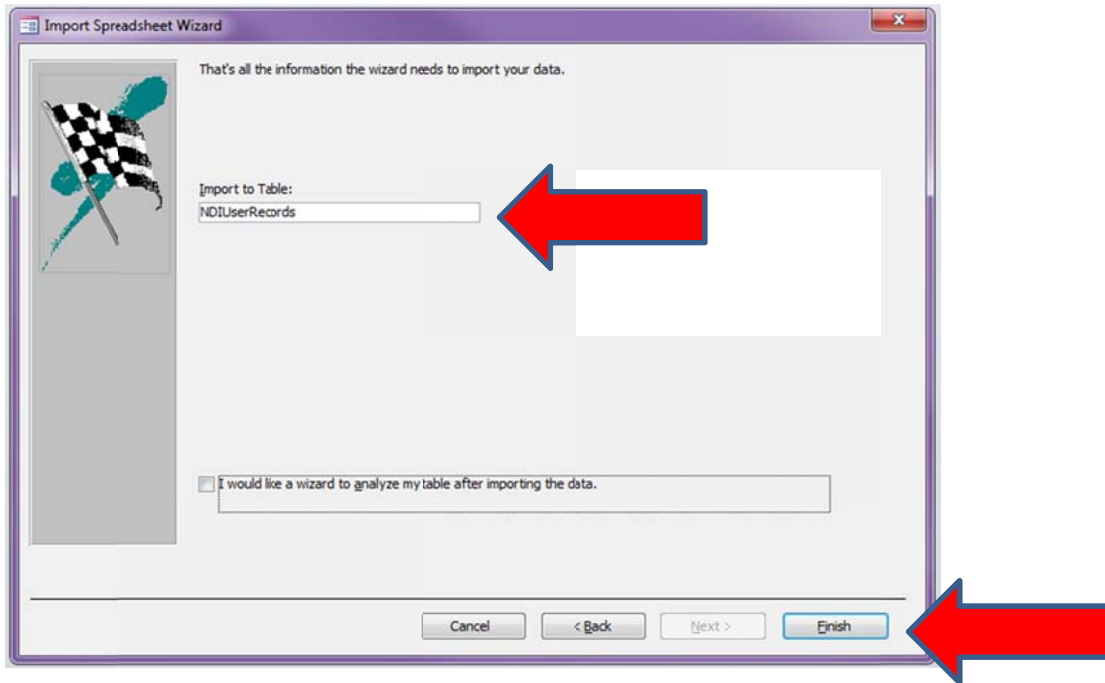 Import Spreadsheet Wizard
That's all the information the wizard needs to import your data.
Import to Table:
NDIUserRecords
I would like a wizard to analyze my table after importing the data.
Cancel
< Back
Next >
Finish